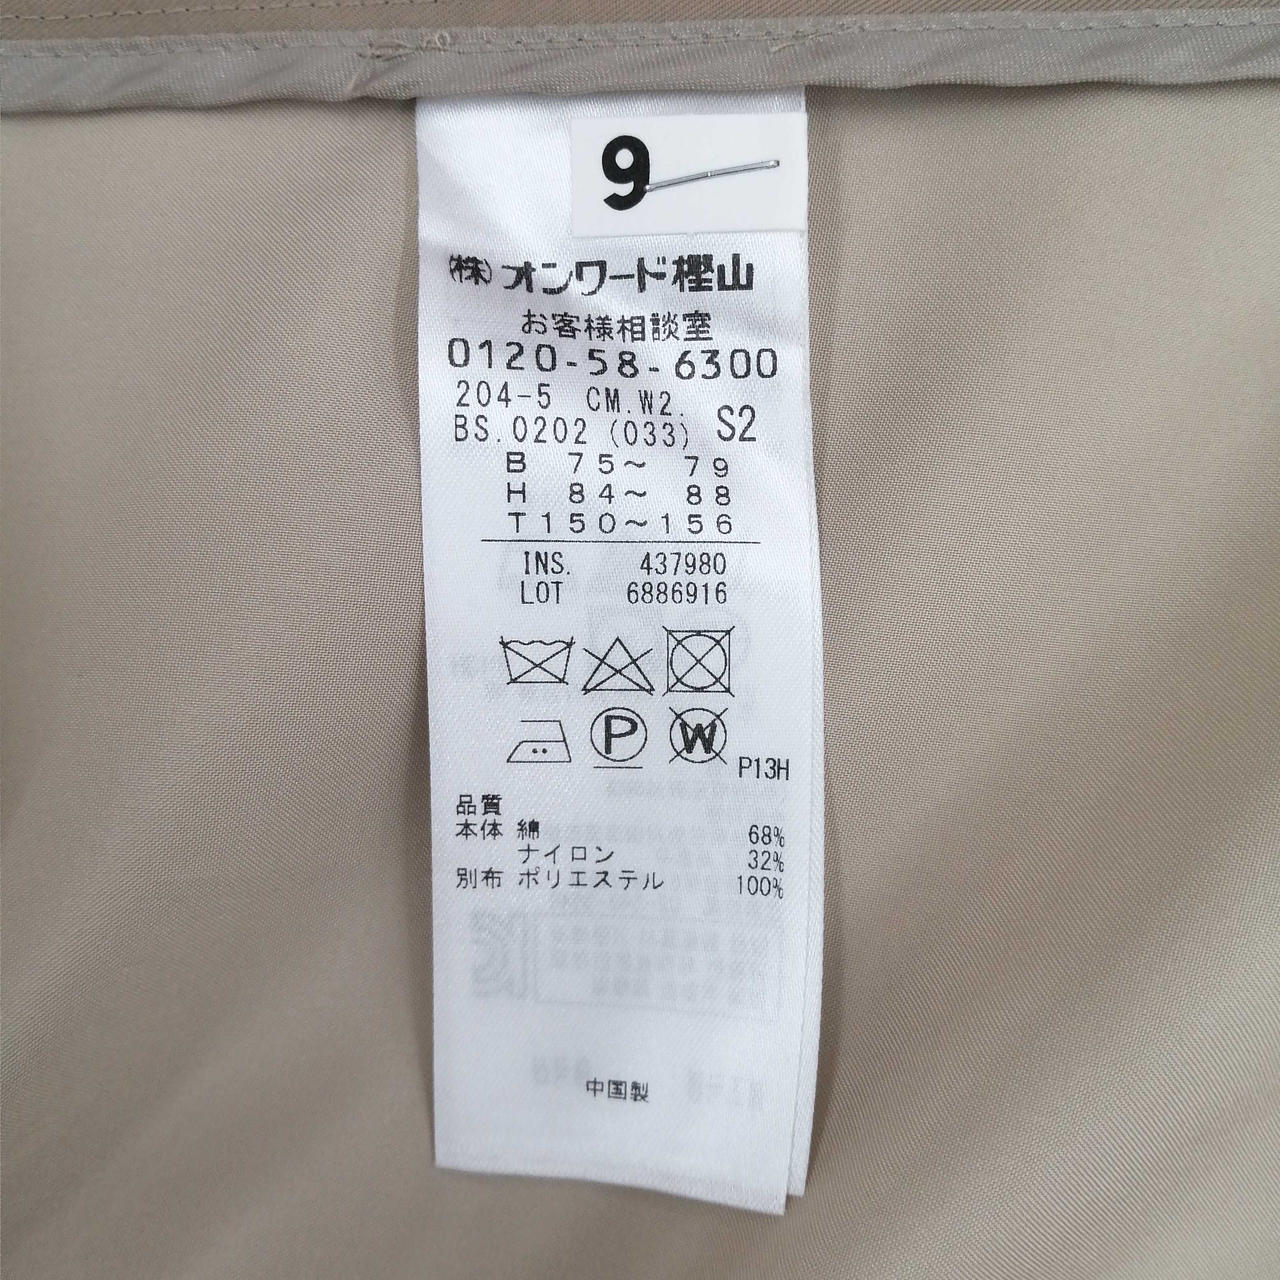 9
(株)オンワード樫山
お客様相談室
0120-58-6300
204-5 CM.W2.
BS.0202 (033) S2
B 75～ 79
H 84～ 88
T150～156
INS. 437980
LOT 6886916
P
W
P13H
品質
本体 綿 68%
ナイロン 32%
別布 ポリエステル 100%
中国製